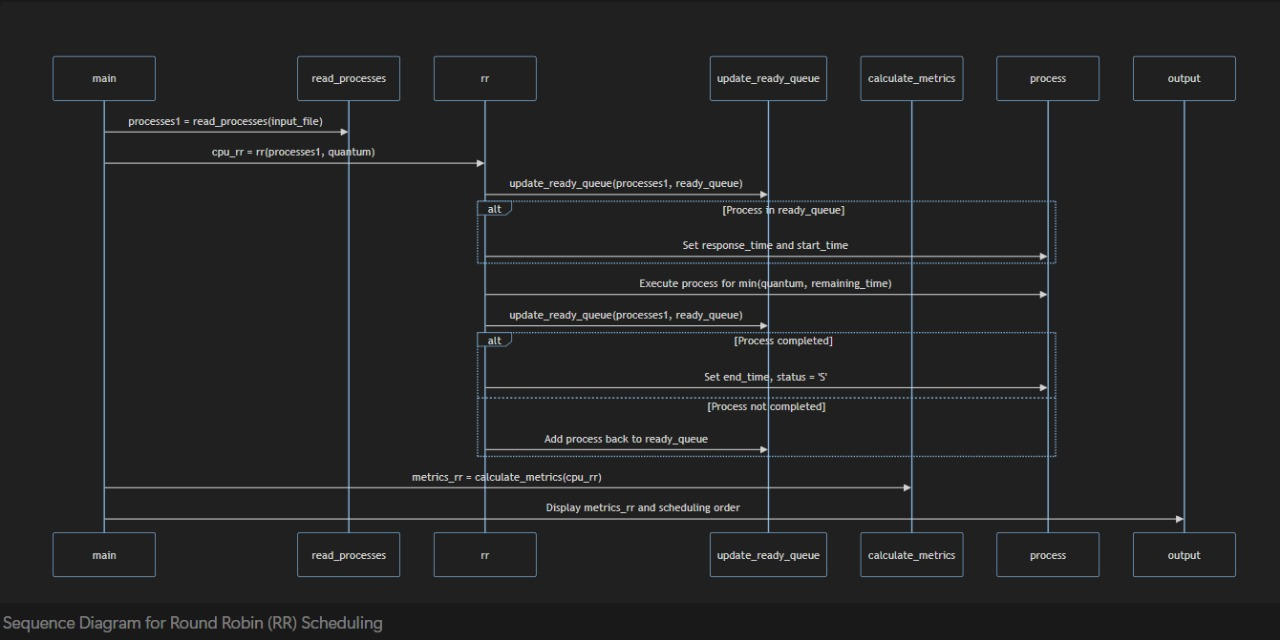 main
read_processes
rr
update_ready_queue
calculate_metrics
process
output
processes1 = read_processes(input_file)
cpu_rr = rr(processes1, quantum)
update_ready_queue(processes1, ready_queue)
alt
[Process in ready_queue]
Set response_time and start_time
Execute process for min(quantum, remaining_time)
update_ready_queue(processes1, ready_queue)
alt
[Process completed]
Set end_time, status = 'S'
[Process not completed]
Add process back to ready_queue
metrics_rr = calculate_metrics(cpu_rr)
Display metrics_rr and scheduling order
main
read_processes
rr
update_ready_queue
calculate_metrics
process
output
Sequence Diagram for Round Robin (RR) Scheduling